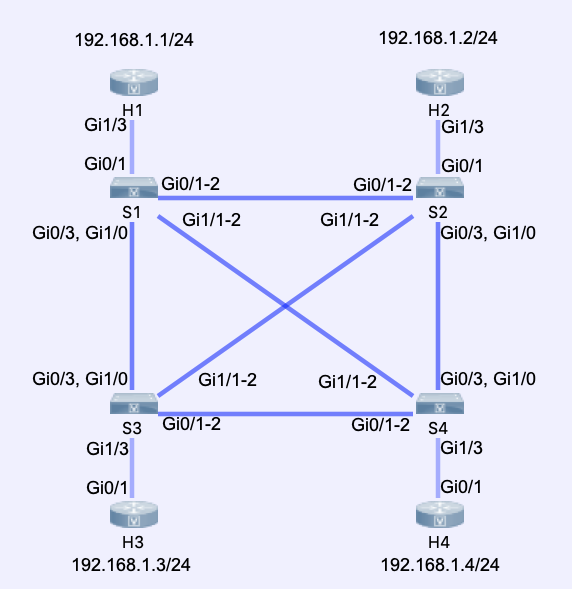 192.168.1.1/24
192.168.1.2/24
H1
H2
Gi1/3
Gi1/3
Gi0/1
Gi0/1
Gi0/1-2
Gi0/1-2
S1
S2
Gi1/1-2
Gi1/1-2
Gi0/3, Gi1/0
Gi0/3, Gi1/0
Gi0/3, Gi1/0
Gi1/1-2
Gi1/1-2
Gi0/3, Gi1/0
S3
Gi0/1-2
Gi0/1-2
S4
Gi1/3
Gi1/3
Gi0/1
Gi0/1
H3
H4
192.168.1.3/24
192.168.1.4/24